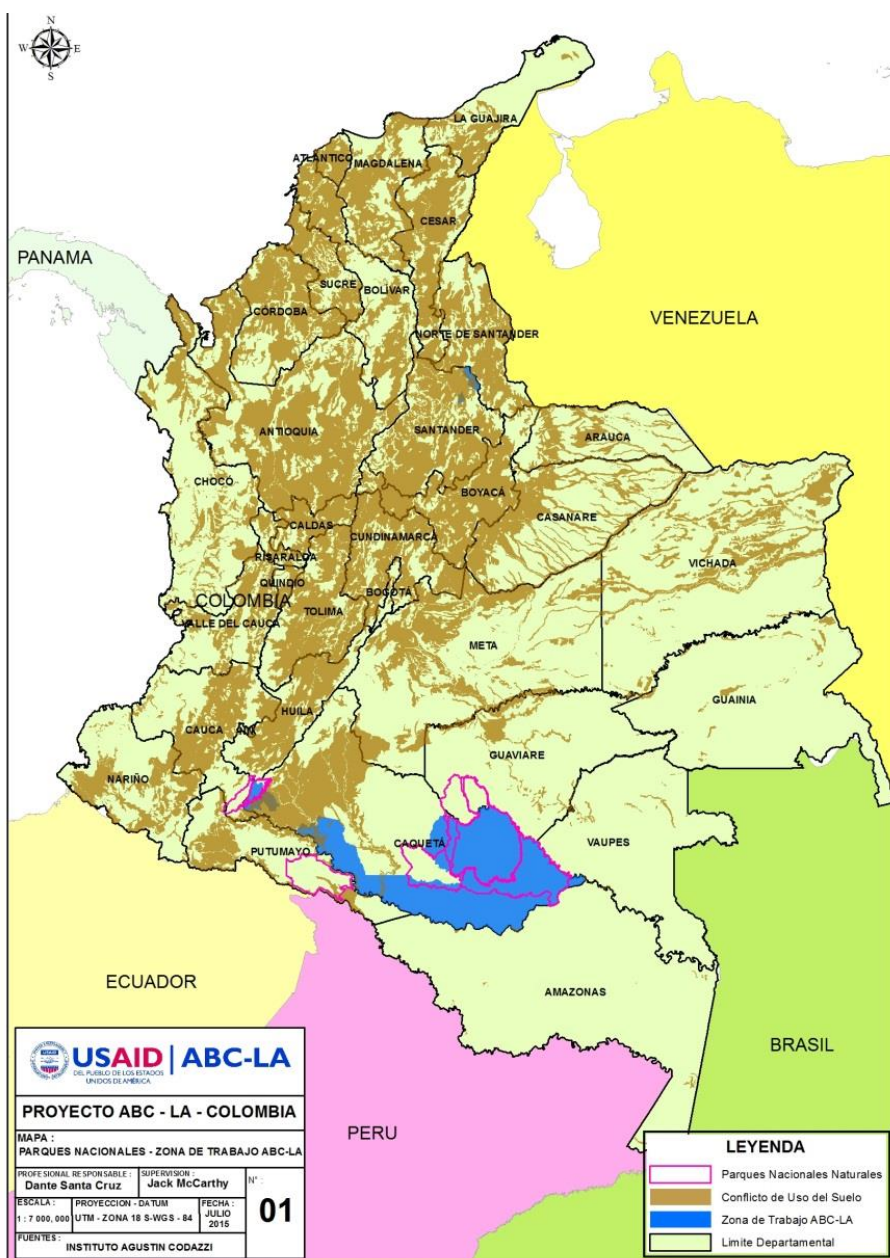 N
W E
S
LA GUAJIRA
ATLANTICO
MAGDALENA
CESAR
PANAMA
SUCRE
BOLÍVAR
CORDOBA
VENEZUELA
NORTE DE SANTANDER
ANTIOQUIA
SANTANDER
ARAUCA
CHOCÓ
BOYACÁ
CALDAS
CASANARE
CUNDINAMARCA
RISARALDA
VICHADA
QUINDIO
BOGOTÁ
COLOMBIA
TOLIMA
VALLE DEL CAUCA
META
GUAINIA
HUILA
CAUCA
GUAVIARE
NARIÑO
CAQUETÁ
VAUPES
PUTUMAYO
ECUADOR
AMAZONAS
BRASIL
PERU
USAID | ABC-LA
DEL PUEBLO DE LOS ESTADOS
UNIDOS DE AMÉRICA
PROYECTO ABC - LA - COLOMBIA
MAPA :
PARQUES NACIONALES - ZONA DE TRABAJO ABC-LA
PROFESIONAL RESPONSABLE :
Dante Santa Cruz
SUPERVISION :
Jack McCarthy
N° :
01
ESCALA :
1 : 7 000, 000
PROYECCION - DATUM
UTM - ZONA 18 S-WGS - 84
FECHA :
JULIO
2015
FUENTES :
INSTITUTO AGUSTIN CODAZZI
LEYENDA
Parques Nacionales Naturales
Conflicto de Uso del Suelo
Zona de Trabajo ABC-LA
Limite Departamental